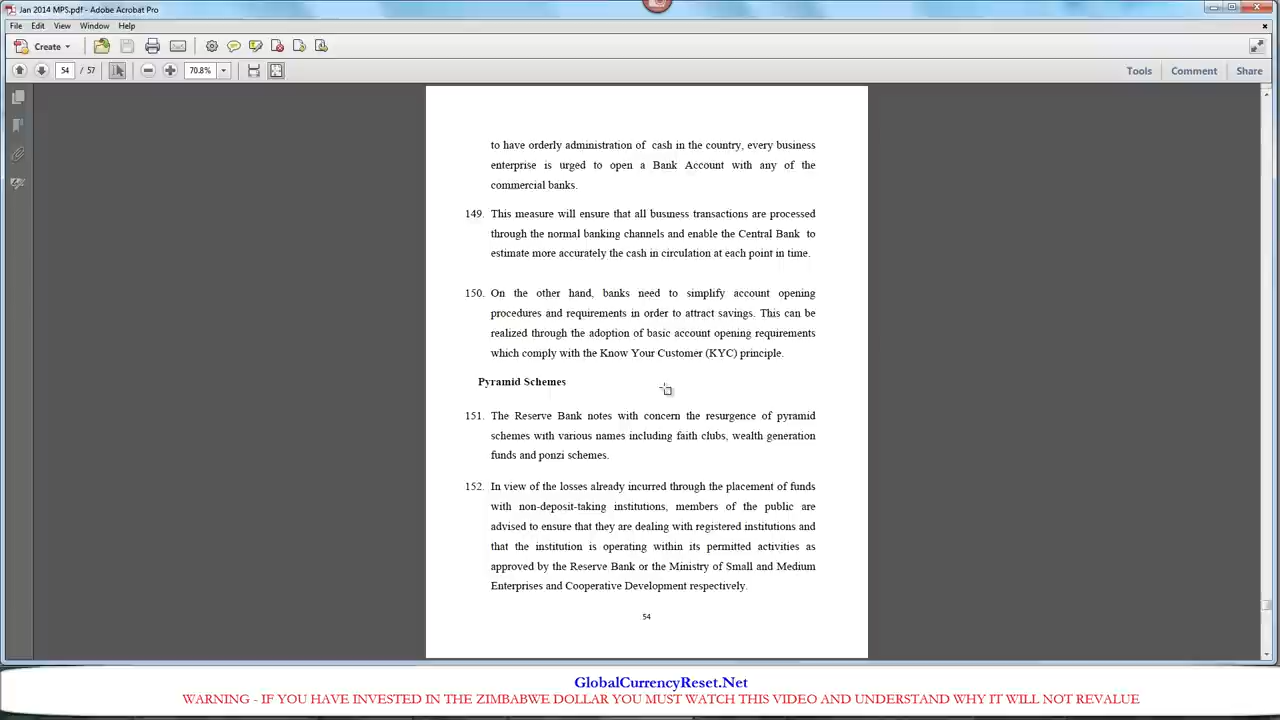 Jan 2014 MPS.pdf - Adobe Acrobat Pro
File Edit View Window Help
Create
54 / 57 70.8% Tools Comment Share
to have orderly administration of cash in the country, every business
enterprise is urged to open a Bank Account with any of the
commercial banks.
149. This measure will ensure that all business transactions are processed
through the normal banking channels and enable the Central Bank to
estimate more accurately the cash in circulation at each point in time.
150. On the other hand, banks need to simplify account opening
procedures and requirements in order to attract savings. This can be
realized through the adoption of basic account opening requirements
which comply with the Know Your Customer (KYC) principle.
Pyramid Schemes
151. The Reserve Bank notes with concern the resurgence of pyramid
schemes with various names including faith clubs, wealth generation
funds and ponzi schemes.
152. In view of the losses already incurred through the placement of funds
with non-deposit-taking institutions, members of the public are
advised to ensure that they are dealing with registered institutions and
that the institution is operating within its permitted activities as
approved by the Reserve Bank or the Ministry of Small and Medium
Enterprises and Cooperative Development respectively.
54
GlobalCurrencyReset.Net
WARNING - IF YOU HAVE INVESTED IN THE ZIMBABWE DOLLAR YOU MUST WATCH THIS VIDEO AND UNDERSTAND WHY IT WILL NOT REVALUE